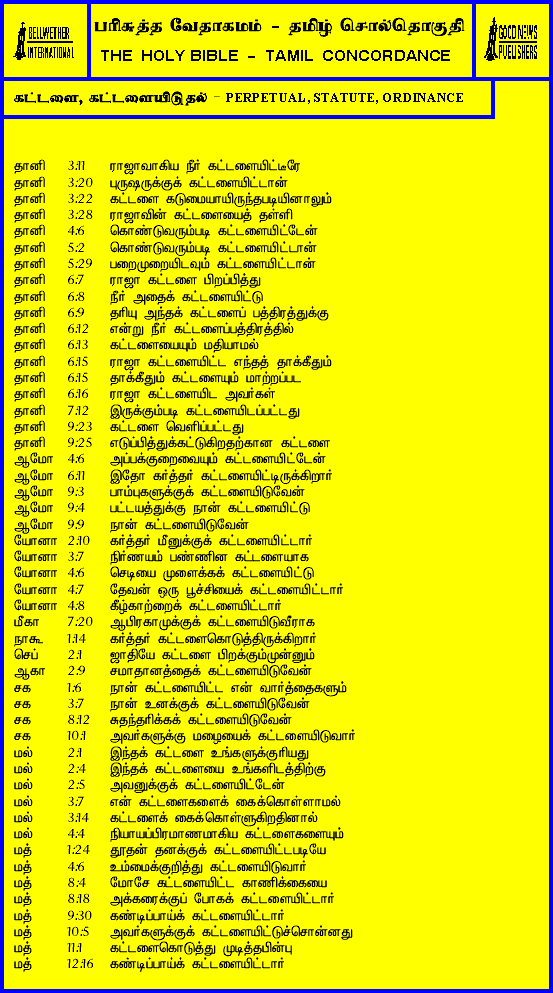 BELLWETHER INTERNATIONAL
பரிசுத்த வேதாகமம் - தமிழ் சொல்தொகுதி
THE HOLY BIBLE - TAMIL CONCORDANCE
GOOD NEWS PUBLISHERS
கட்டளை, கட்டளையிடுதல் - PERPETUAL, STATUTE, ORDINANCE
தானி 3:11 ராஜாவாகிய நீர் கட்டளையிட்டீரே
தானி 3:20 புருஷருக்குக் கட்டளையிட்டான்
தானி 3:22 கட்டளை கடுமையாயிருந்தபடியினாலும்
தானி 3:28 ராஜாவின் கட்டளையைத் தள்ளி
தானி 4:6 கொண்டுவரும்படி கட்டளையிட்டேன்
தானி 5:2 கொண்டுவரும்படி கட்டளையிட்டான்
தானி 5:29 பறைமுறையிடவும் கட்டளையிட்டான்
தானி 6:7 ராஜா கட்டளை பிறப்பித்து
தானி 6:8 நீர் அதைக் கட்டளையிட்டு
தானி 6:9 தரியு அந்தக் கட்டளைப் பத்திரத்துக்கு
தானி 6:12 என்று நீர் கட்டளைப்பத்திரத்தில்
தானி 6:13 கட்டளையையும் மதியாமல்
தானி 6:15 ராஜா கட்டளையிட்ட எந்தத் தாக்கீதும்
தானி 6:15 தாக்கீதும் கட்டளையும் மாற்றப்பட
தானி 6:16 ராஜா கட்டளையிட அவர்கள்
தானி 7:12 இருக்கும்படி கட்டளையிடப்பட்டது
தானி 9:23 கட்டளை வெளிப்பட்டது
தானி 9:25 எடுப்பித்துக்கட்டுகிறதற்கான கட்டளை
ஆமோ 4:6 அப்பக்குறைவையும் கட்டளையிட்டேன்
ஆமோ 6:11 இதோ கர்த்தர் கட்டளையிட்டிருக்கிறார்
ஆமோ 9:3 பாம்புகளுக்குக் கட்டளையிடுவேன்
ஆமோ 9:4 பட்டயத்துக்கு நான் கட்டளையிட்டு
ஆமோ 9:9 நான் கட்டளையிடுவேன்
யோனா 2:10 கர்த்தர் மீனுக்குக் கட்டளையிட்டார்
யோனா 3:7 நிர்ணயம் பண்ணின கட்டளையாக
யோனா 4:6 செடியை முளைக்கக் கட்டளையிட்டு
யோனா 4:7 தேவன் ஒரு பூச்சியைக் கட்டளையிட்டார்
யோனா 4:8 கீழ்காற்றைக் கட்டளையிட்டார்
மீகா 7:20 ஆபிரகாமுக்குக் கட்டளையிடுவீராக
நாகூ 1:14 கர்த்தர் கட்டளைகொடுத்திருக்கிறார்
செப் 2:1 ஜாதியே கட்டளை பிறக்கும்முன்னும்
ஆகா 2:9 சமாதானத்தைக் கட்டளையிடுவேன்
சக 1:6 நான் கட்டளையிட்ட என் வார்த்தைகளும்
சக 3:7 நான் உனக்குக் கட்டளையிடுவேன்
சக 8:12 சுதந்தரிக்கக் கட்டளையிடுவேன்
சக 10:1 அவர்களுக்கு மழையைக் கட்டளையிடுவார்
மல் 2:1 இந்தக் கட்டளை உங்களுக்குரியது
மல் 2:4 இந்தக் கட்டளையை உங்களிடத்திற்கு
மல் 2:5 அவனுக்குக் கட்டளையிட்டேன்
மல் 3:7 என் கட்டளைகளைக் கைக்கொள்ளாமல்
மல் 3:14 கட்டளைக் கைக்கொள்ளுகிறதினால்
மல் 4:4 நியாயப்பிரமாணமாகிய கட்டளைகளையும்
மத் 1:24 தூதன் தனக்குக் கட்டளையிட்டபடியே
மத் 4:6 உம்மைக்குறித்து கட்டளையிடுவார்
மத் 8:4 மோசே கட்டளையிட்ட காணிக்கையை
மத் 8:18 அக்கரைக்குப் போகக் கட்டளையிட்டார்
மத் 9:30 கண்டிப்பாய்க் கட்டளையிட்டார்
மத் 10:5 அவர்களுக்குக் கட்டளையிட்டுச்சொன்னது
மத் 11:1 கட்டளைகொடுத்து முடித்தபின்பு
மத் 12:16 கண்டிப்பாய்க் கட்டளையிட்டார்